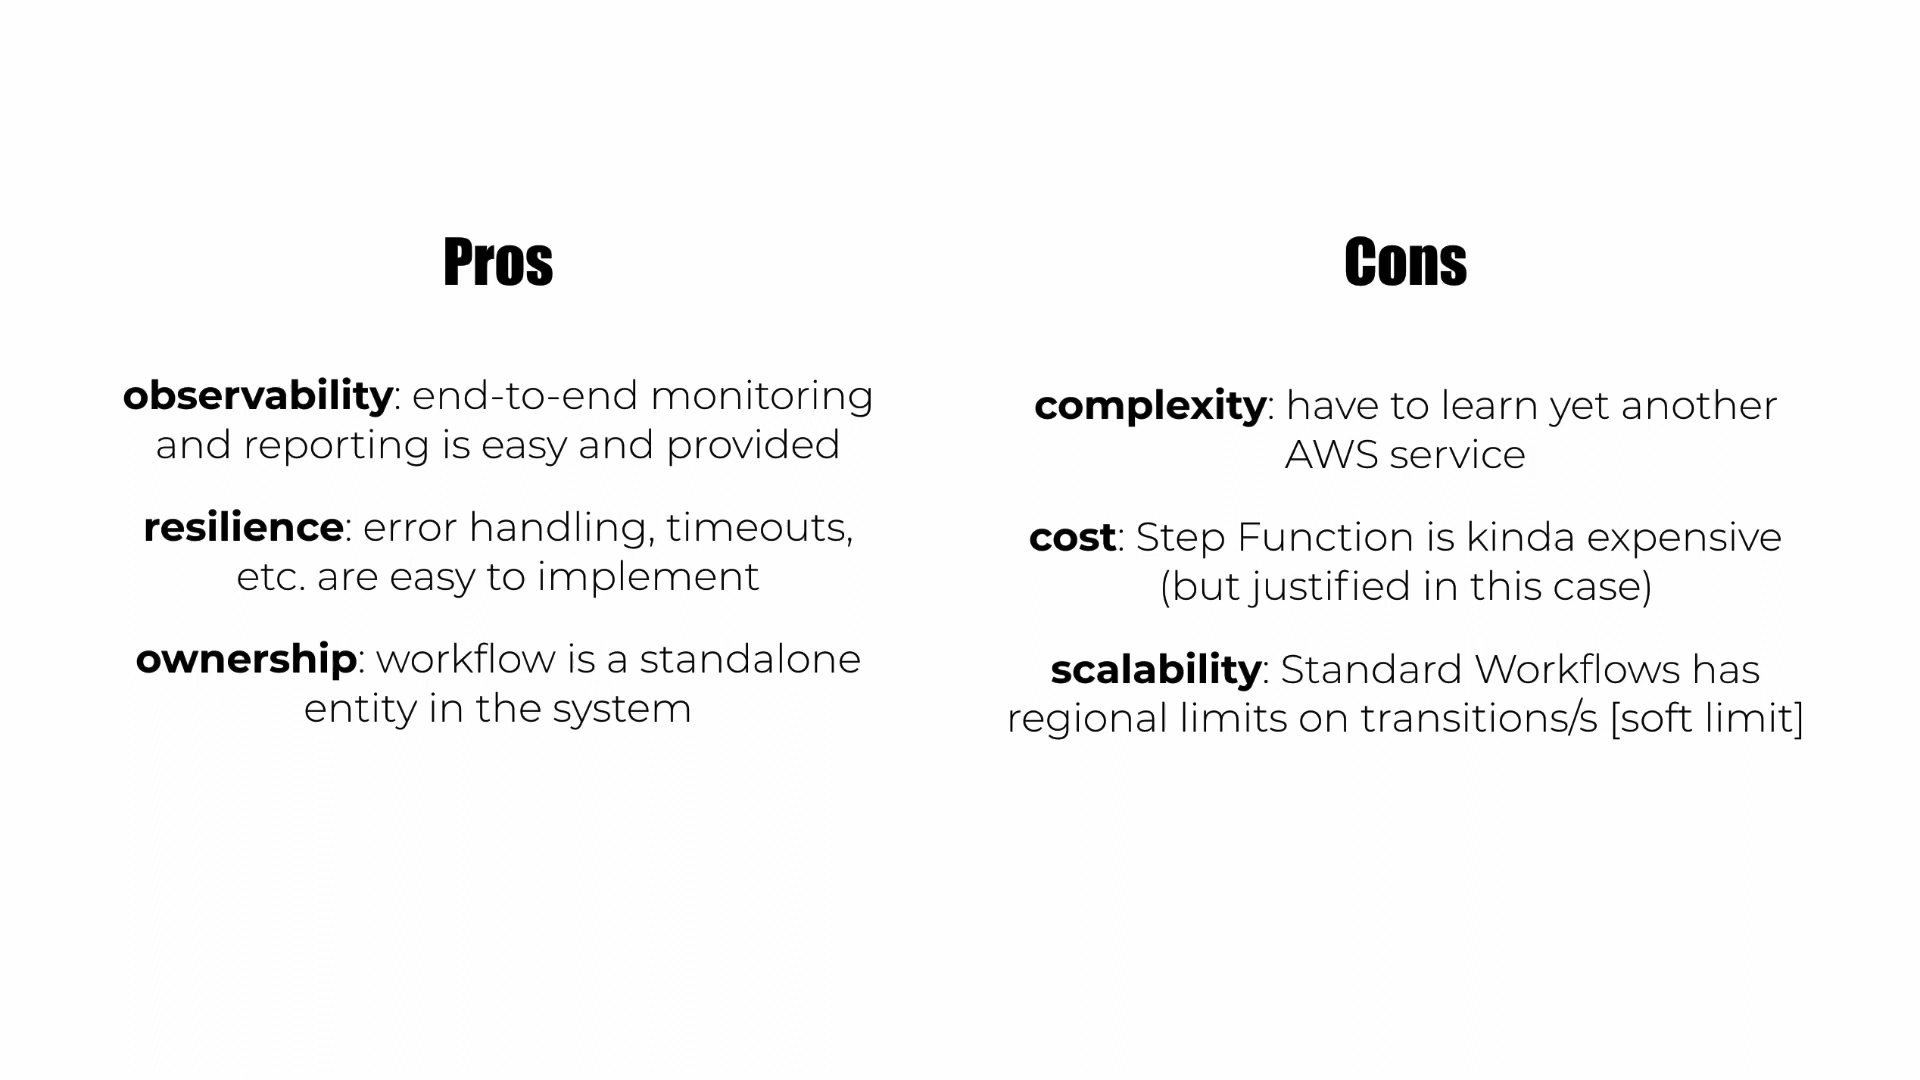 Pros
observability: end-to-end monitoring
and reporting is easy and provided
resilience: error handling, timeouts,
etc. are easy to implement
ownership: workflow is a standalone
entity in the system
Cons
complexity: have to learn yet another
AWS service
cost: Step Function is kinda expensive
(but justified in this case)
scalability: Standard Workflows has
regional limits on transitions/s [soft limit]